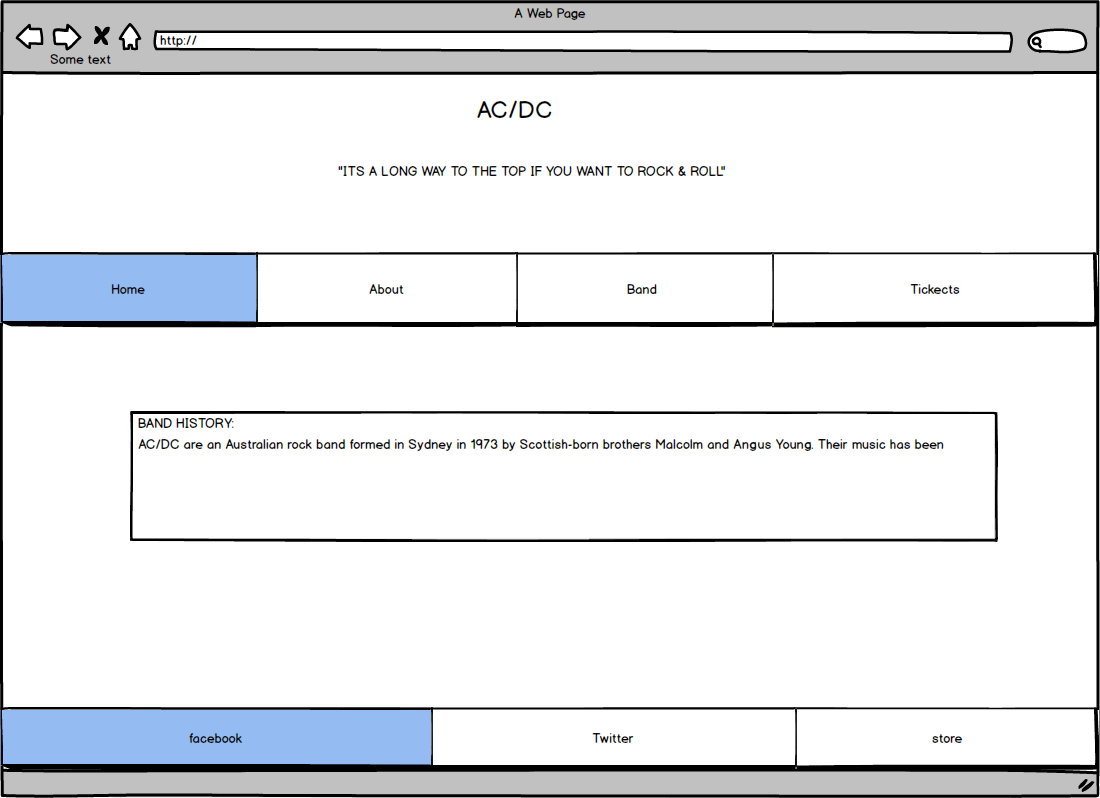 A Web Page
http://
Some text
AC/DC
"ITS A LONG WAY TO THE TOP IF YOU WANT TO ROCK & ROLL"
Home About Band Tickects
BAND HISTORY:
AC/DC are an Australian rock band formed in Sydney in 1973 by Scottish-born brothers Malcolm and Angus Young. Their music has been
facebook Twitter store